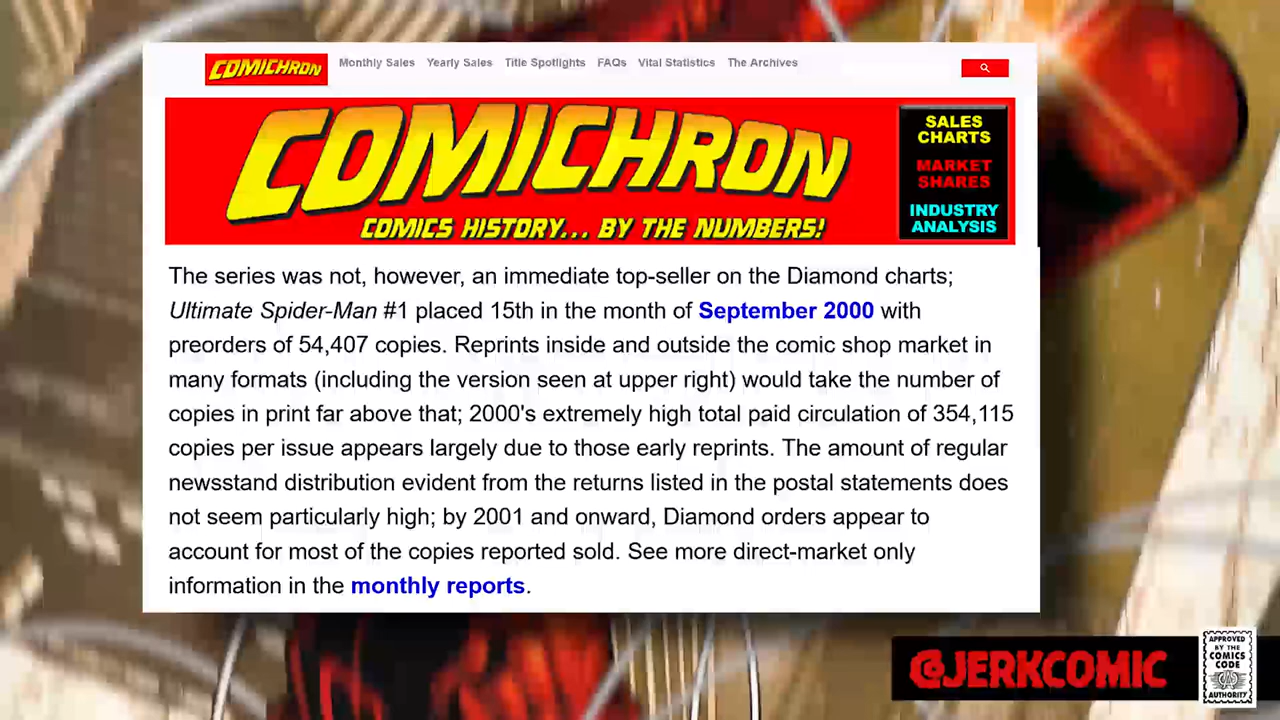 COMICHRON Monthly Sales Yearly Sales Title Spotlights FAQs Vital Statistics The Archives
COMICHRON
COMICS HISTORY... BY THE NUMBERS!
SALES
CHARTS
MARKET
SHARES
INDUSTRY
ANALYSIS
The series was not, however, an immediate top-seller on the Diamond charts;
Ultimate Spider-Man #1 placed 15th in the month of September 2000 with
preorders of 54,407 copies. Reprints inside and outside the comic shop market in
many formats (including the version seen at upper right) would take the number of
copies in print far above that; 2000's extremely high total paid circulation of 354,115
copies per issue appears largely due to those early reprints. The amount of regular
newsstand distribution evident from the returns listed in the postal statements does
not seem particularly high; by 2001 and onward, Diamond orders appear to
account for most of the copies reported sold. See more direct-market only
information in the monthly reports.
@JERKCOMIC
APPROVED
BY THE
COMICS
CODE
AUTHORITY